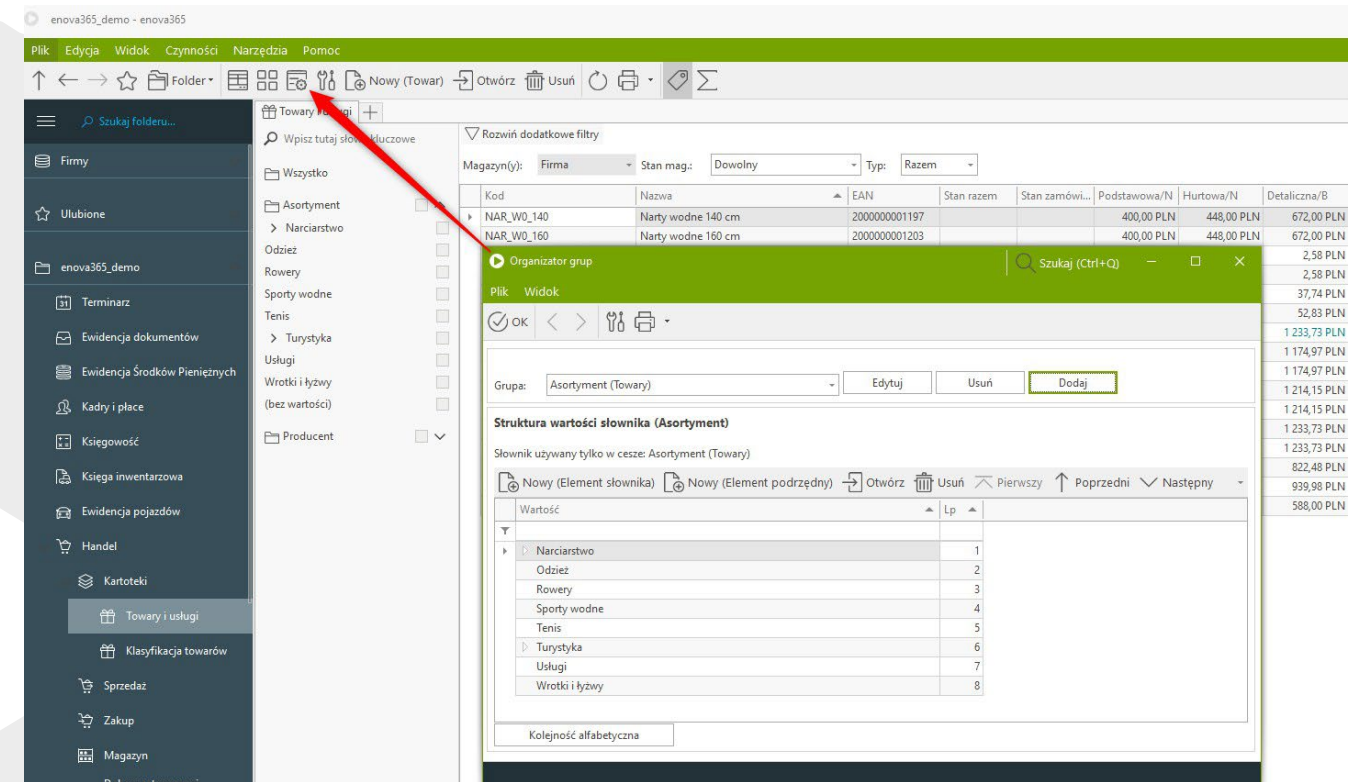 enova365_demo - enova365
Plik Edycja Widok Czynności Narzędzia Pomoc
Folder Nowy (Towar) Otwórz Usuń
Szukaj folderu...
Firmy
Ulubione
enova365_demo
Terminarz
Ewidencja dokumentów
Ewidencja Środków Pieniężnych
Kadry i płace
Księgowość
Księga inwentarzowa
Ewidencja pojazdów
Handel
Kartoteki
Towary i usługi
Klasyfikacja towarów
Sprzedaż
Zakup
Magazyn
Towary
Wpisz tutaj słowa kluczowe
Wszystko
Asortyment
Narciarstwo
Odzież
Rowery
Sporty wodne
Tenis
Turystyka
Usługi
Wrotki i łyżwy
(bez wartości)
Producent
Rozwiń dodatkowe filtry
Magazyn(y): Firma Stan mag.: Dowolny Typ: Razem
Kod Nazwa EAN Stan razem Stan zamówi... Podstawowa/N Hurtowa/N Detaliczna/B
NAR_W0_140 Narty wodne 140 cm 2000000001197 400,00 PLN 448,00 PLN 672,00 PLN
NAR_W0_160 Narty wodne 160 cm 2000000001203 400,00 PLN 448,00 PLN 672,00 PLN
2,58 PLN
2,58 PLN
37,74 PLN
52,83 PLN
1 233,73 PLN
1 174,97 PLN
1 174,97 PLN
1 214,15 PLN
1 214,15 PLN
1 233,73 PLN
1 233,73 PLN
822,48 PLN
939,98 PLN
588,00 PLN
Organizator grup Szukaj (Ctrl+Q)
Plik Widok
OK
Grupa: Asortyment (Towary) Edytuj Usuń Dodaj
Struktura wartości słownika (Asortyment)
Słownik używany tylko w cesze: Asortyment (Towary)
Nowy (Element słownika) Nowy (Element podrzędny) Otwórz Usuń Pierwszy Poprzedni Następny
Wartość Lp
Narciarstwo 1
Odzież 2
Rowery 3
Sporty wodne 4
Tenis 5
Turystyka 6
Usługi 7
Wrotki i łyżwy 8
Kolejność alfabetyczna